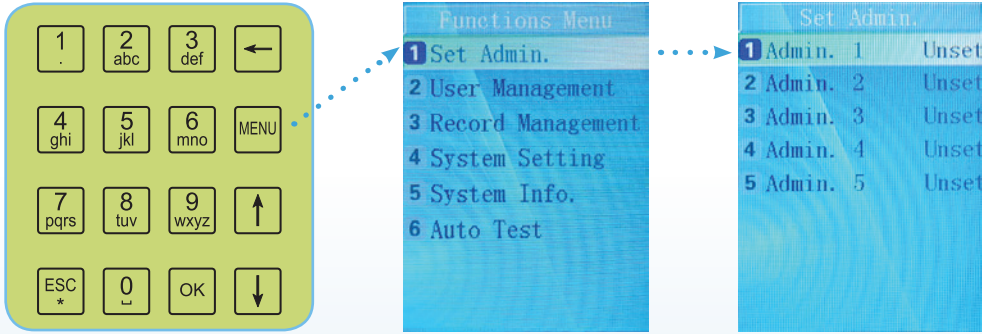 1
.
2
abc
3
def
←
4
ghi
5
jkl
6
mno
MENU
7
pqrs
8
tuv
9
wxyz
↑
ESC
*
0
␣
OK
↓
Functions Menu
1 Set Admin.
2 User Management
3 Record Management
4 System Setting
5 System Info.
6 Auto Test
Set Admin.
1 Admin. 1 Unset
2 Admin. 2 Unset
3 Admin. 3 Unset
4 Admin. 4 Unset
5 Admin. 5 Unset